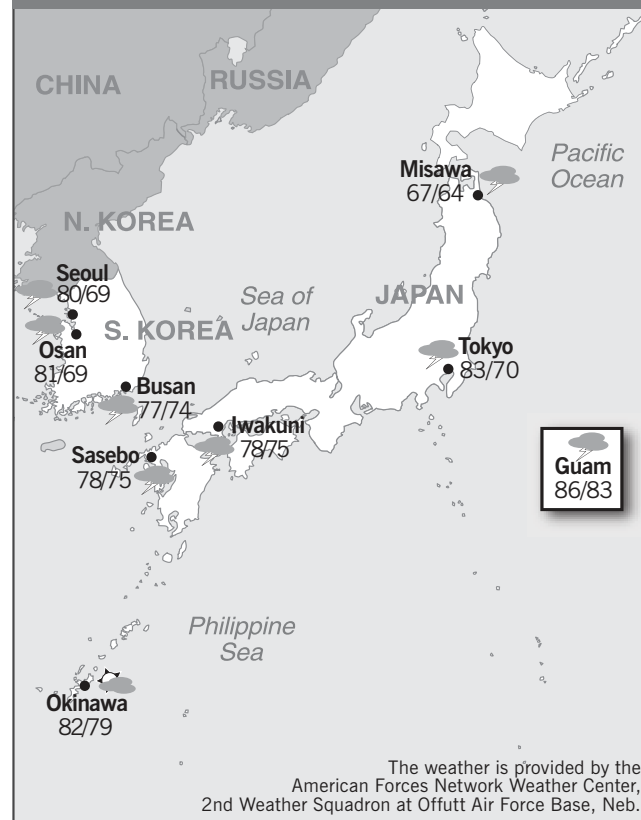 CHINA
RUSSIA
Pacific
Ocean
Misawa
67/64
N. KOREA
Seoul
80/69
Sea of
Japan
JAPAN
S. KOREA
Osan
81/69
Tokyo
83/70
Busan
77/74
Iwakuni
78/75
Sasebo
78/75
Guam
86/83
Philippine
Sea
Okinawa
82/79
The weather is provided by the
American Forces Network Weather Center,
2nd Weather Squadron at Offutt Air Force Base, Neb.